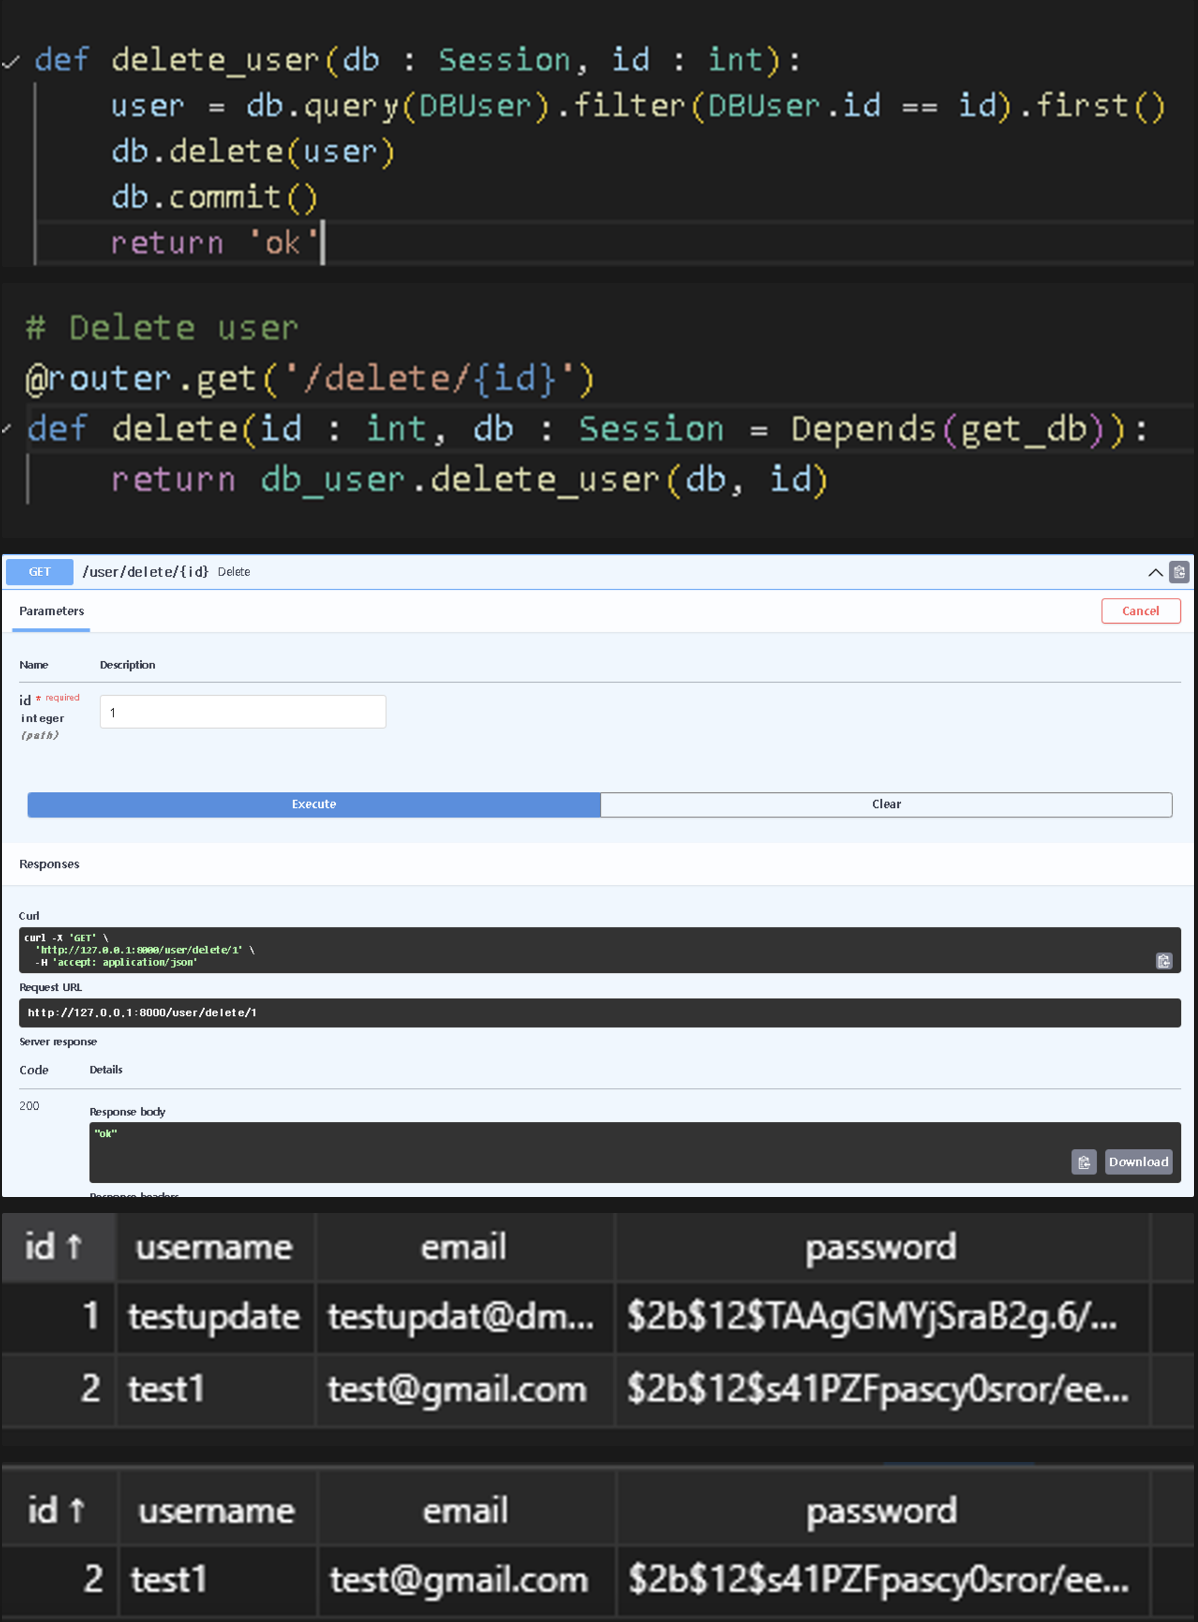 def delete_user(db : Session, id : int):
user = db.query(DBUser).filter(DBUser.id == id).first()
db.delete(user)
db.commit()
return 'ok'
# Delete user
@router.get('/delete/{id}')
def delete(id : int, db : Session = Depends(get_db)):
return db_user.delete_user(db, id)
GET /user/delete/{id} Delete
Parameters Cancel
Name Description
id * required
integer
(path)
1
Execute Clear
Responses
Curl
curl -X 'GET' \
'http://127.0.0.1:8000/user/delete/1' \
-H 'accept: application/json'
Request URL
http://127.0.0.1:8000/user/delete/1
Server response
Code Details
200
Response body
"ok"
Download
Response headers
id ↑ username email password
1 testupdate testupdat@dm... $2b$12$TAAgGMYjSraB2g.6/...
2 test1 test@gmail.com $2b$12$s41PZFpascy0sror/ee...
id ↑ username email password
2 test1 test@gmail.com $2b$12$s41PZFpascy0sror/ee...